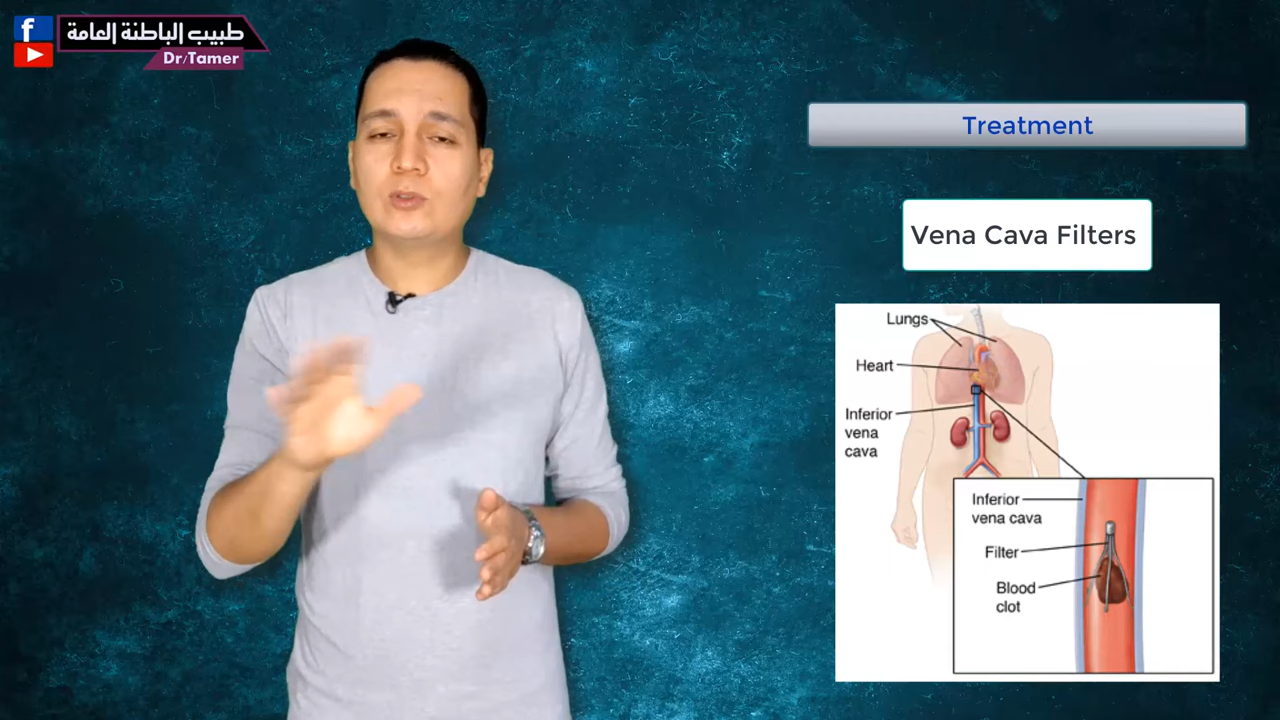 f
طبيب الباطنة العامة
Dr/Tamer
Treatment
Vena Cava Filters
Lungs
Heart
Inferior
vena
cava
Inferior
vena cava
Filter
Blood
clot